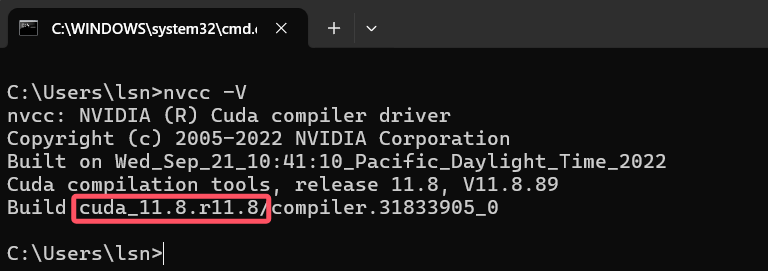 C:\WINDOWS\system32\cmd.
C:\Users\lsn>nvcc -V
nvcc: NVIDIA (R) Cuda compiler driver
Copyright (c) 2005-2022 NVIDIA Corporation
Built on Wed_Sep_21_10:41:10_Pacific_Daylight_Time_2022
Cuda compilation tools, release 11.8, V11.8.89
Build cuda_11.8.r11.8/compiler.31833905_0
C:\Users\lsn>